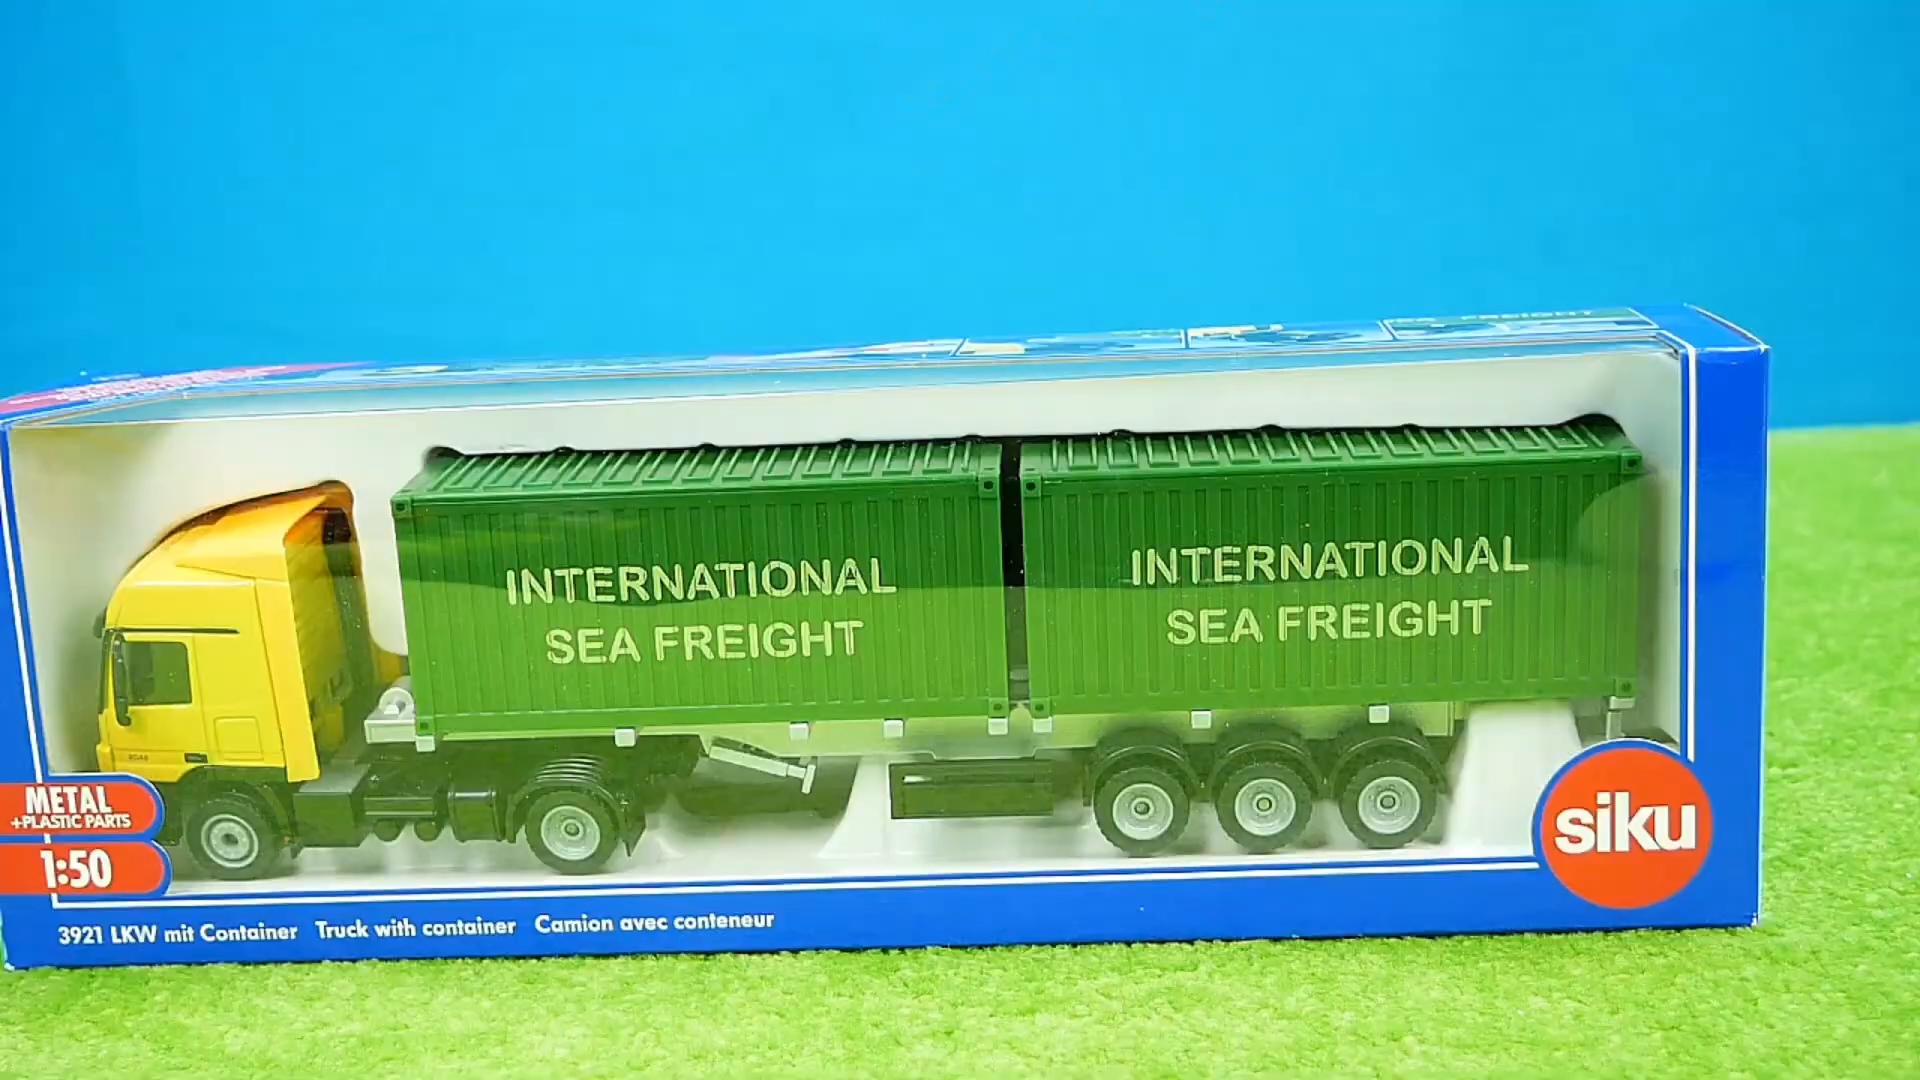 INTERNATIONAL
SEA FREIGHT
INTERNATIONAL
SEA FREIGHT
METAL
+PLASTIC PARTS
1:50
siku
3921 LKW mit Container Truck with container Camion avec conteneur